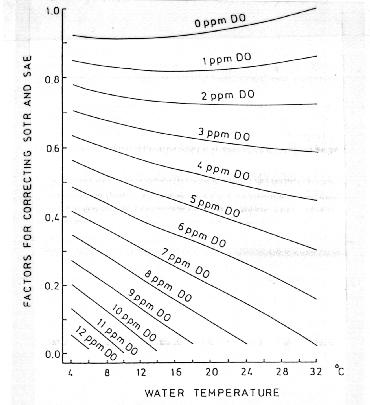 1.0
0.8
0.6
0.4
0.2
0.0
FACTORS FOR CORRECTING SOTR AND SAE
0 ppm DO
1 ppm DO
2 ppm DO
3 ppm DO
4 ppm DO
5 ppm DO
6 ppm DO
7 ppm DO
8 ppm DO
9 ppm DO
10 ppm DO
11 ppm DO
12 ppm DO
4 8 12 16 20 24 28 32 °C
WATER TEMPERATURE